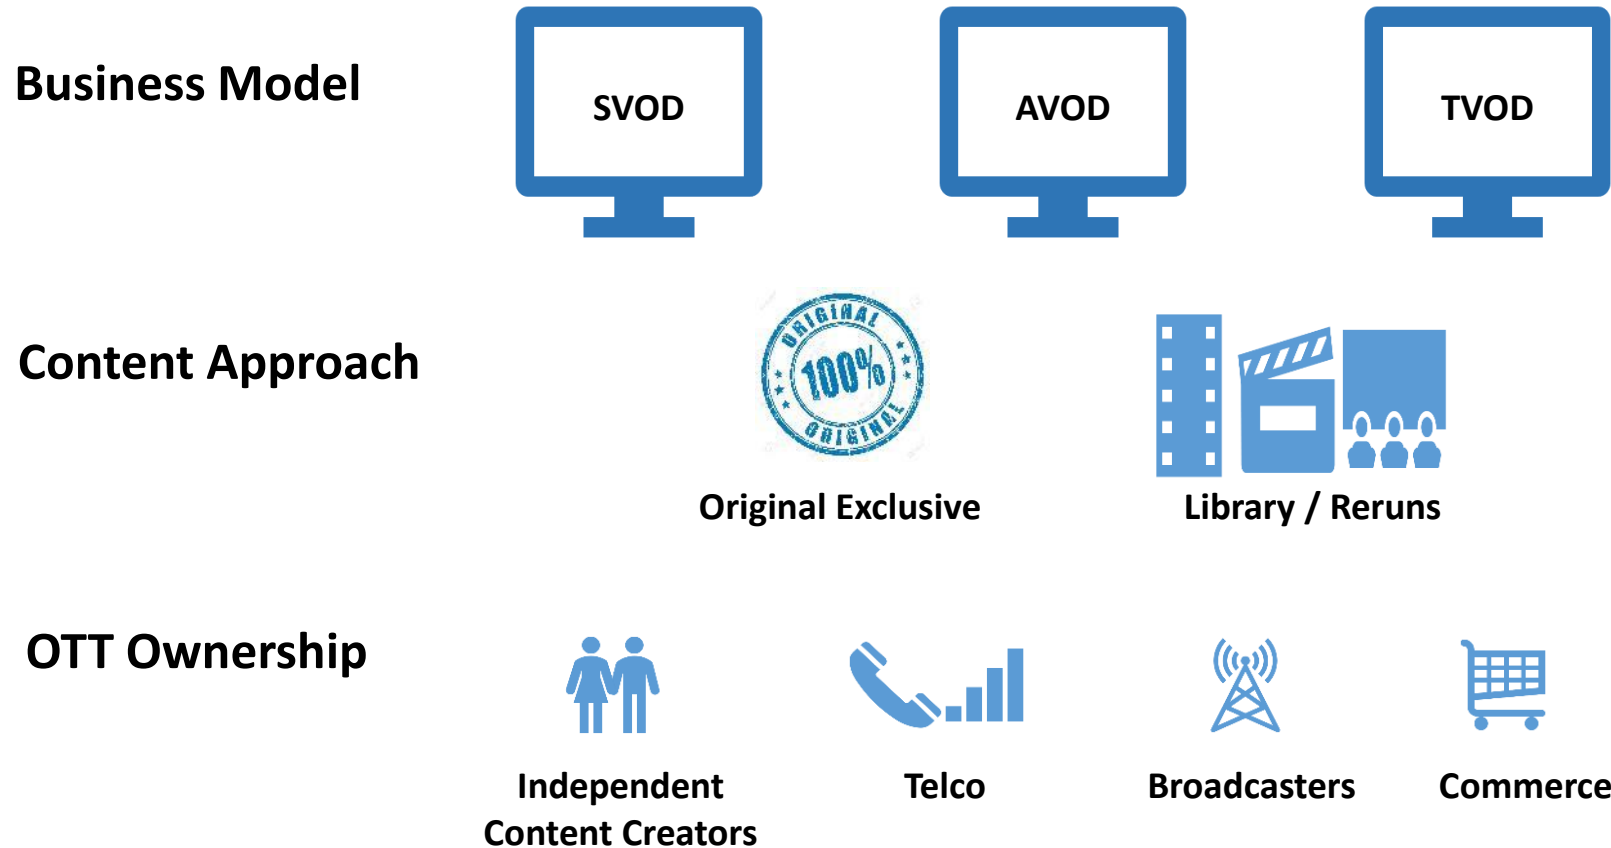 Business Model
SVOD
AVOD
TVOD
Content Approach
ORIGINAL
100%
ORIGINAL
Original Exclusive
Library / Reruns
OTT Ownership
Independent
Content Creators
Telco
Broadcasters
Commerce